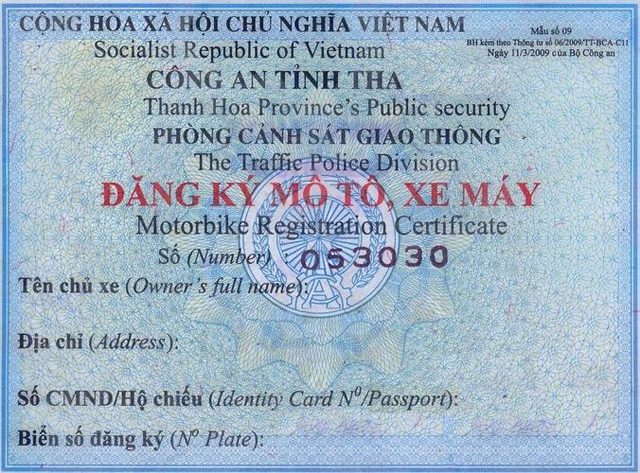 CỘNG HÒA XÃ HỘI CHỦ NGHĨA VIỆT NAM
Mẫu số 09
BH kèm theo Thông tư số 06/2009/TT-BCA-C11
Ngày 11/3/2009 của Bộ Công an
Socialist Republic of Vietnam
CÔNG AN TỈNH THA
Thanh Hoa Province's Public security
PHÒNG CẢNH SÁT GIAO THÔNG
The Traffic Police Division
ĐĂNG KÝ MÔ TÔ, XE MÁY
Motorbike Registration Certificate
Số (Number) : 053030
Tên chủ xe (Owner's full name):
Địa chỉ (Address):
Số CMND/Hộ chiếu (Identity Card N⁰/Passport):
Biển số đăng ký (Nº Plate):